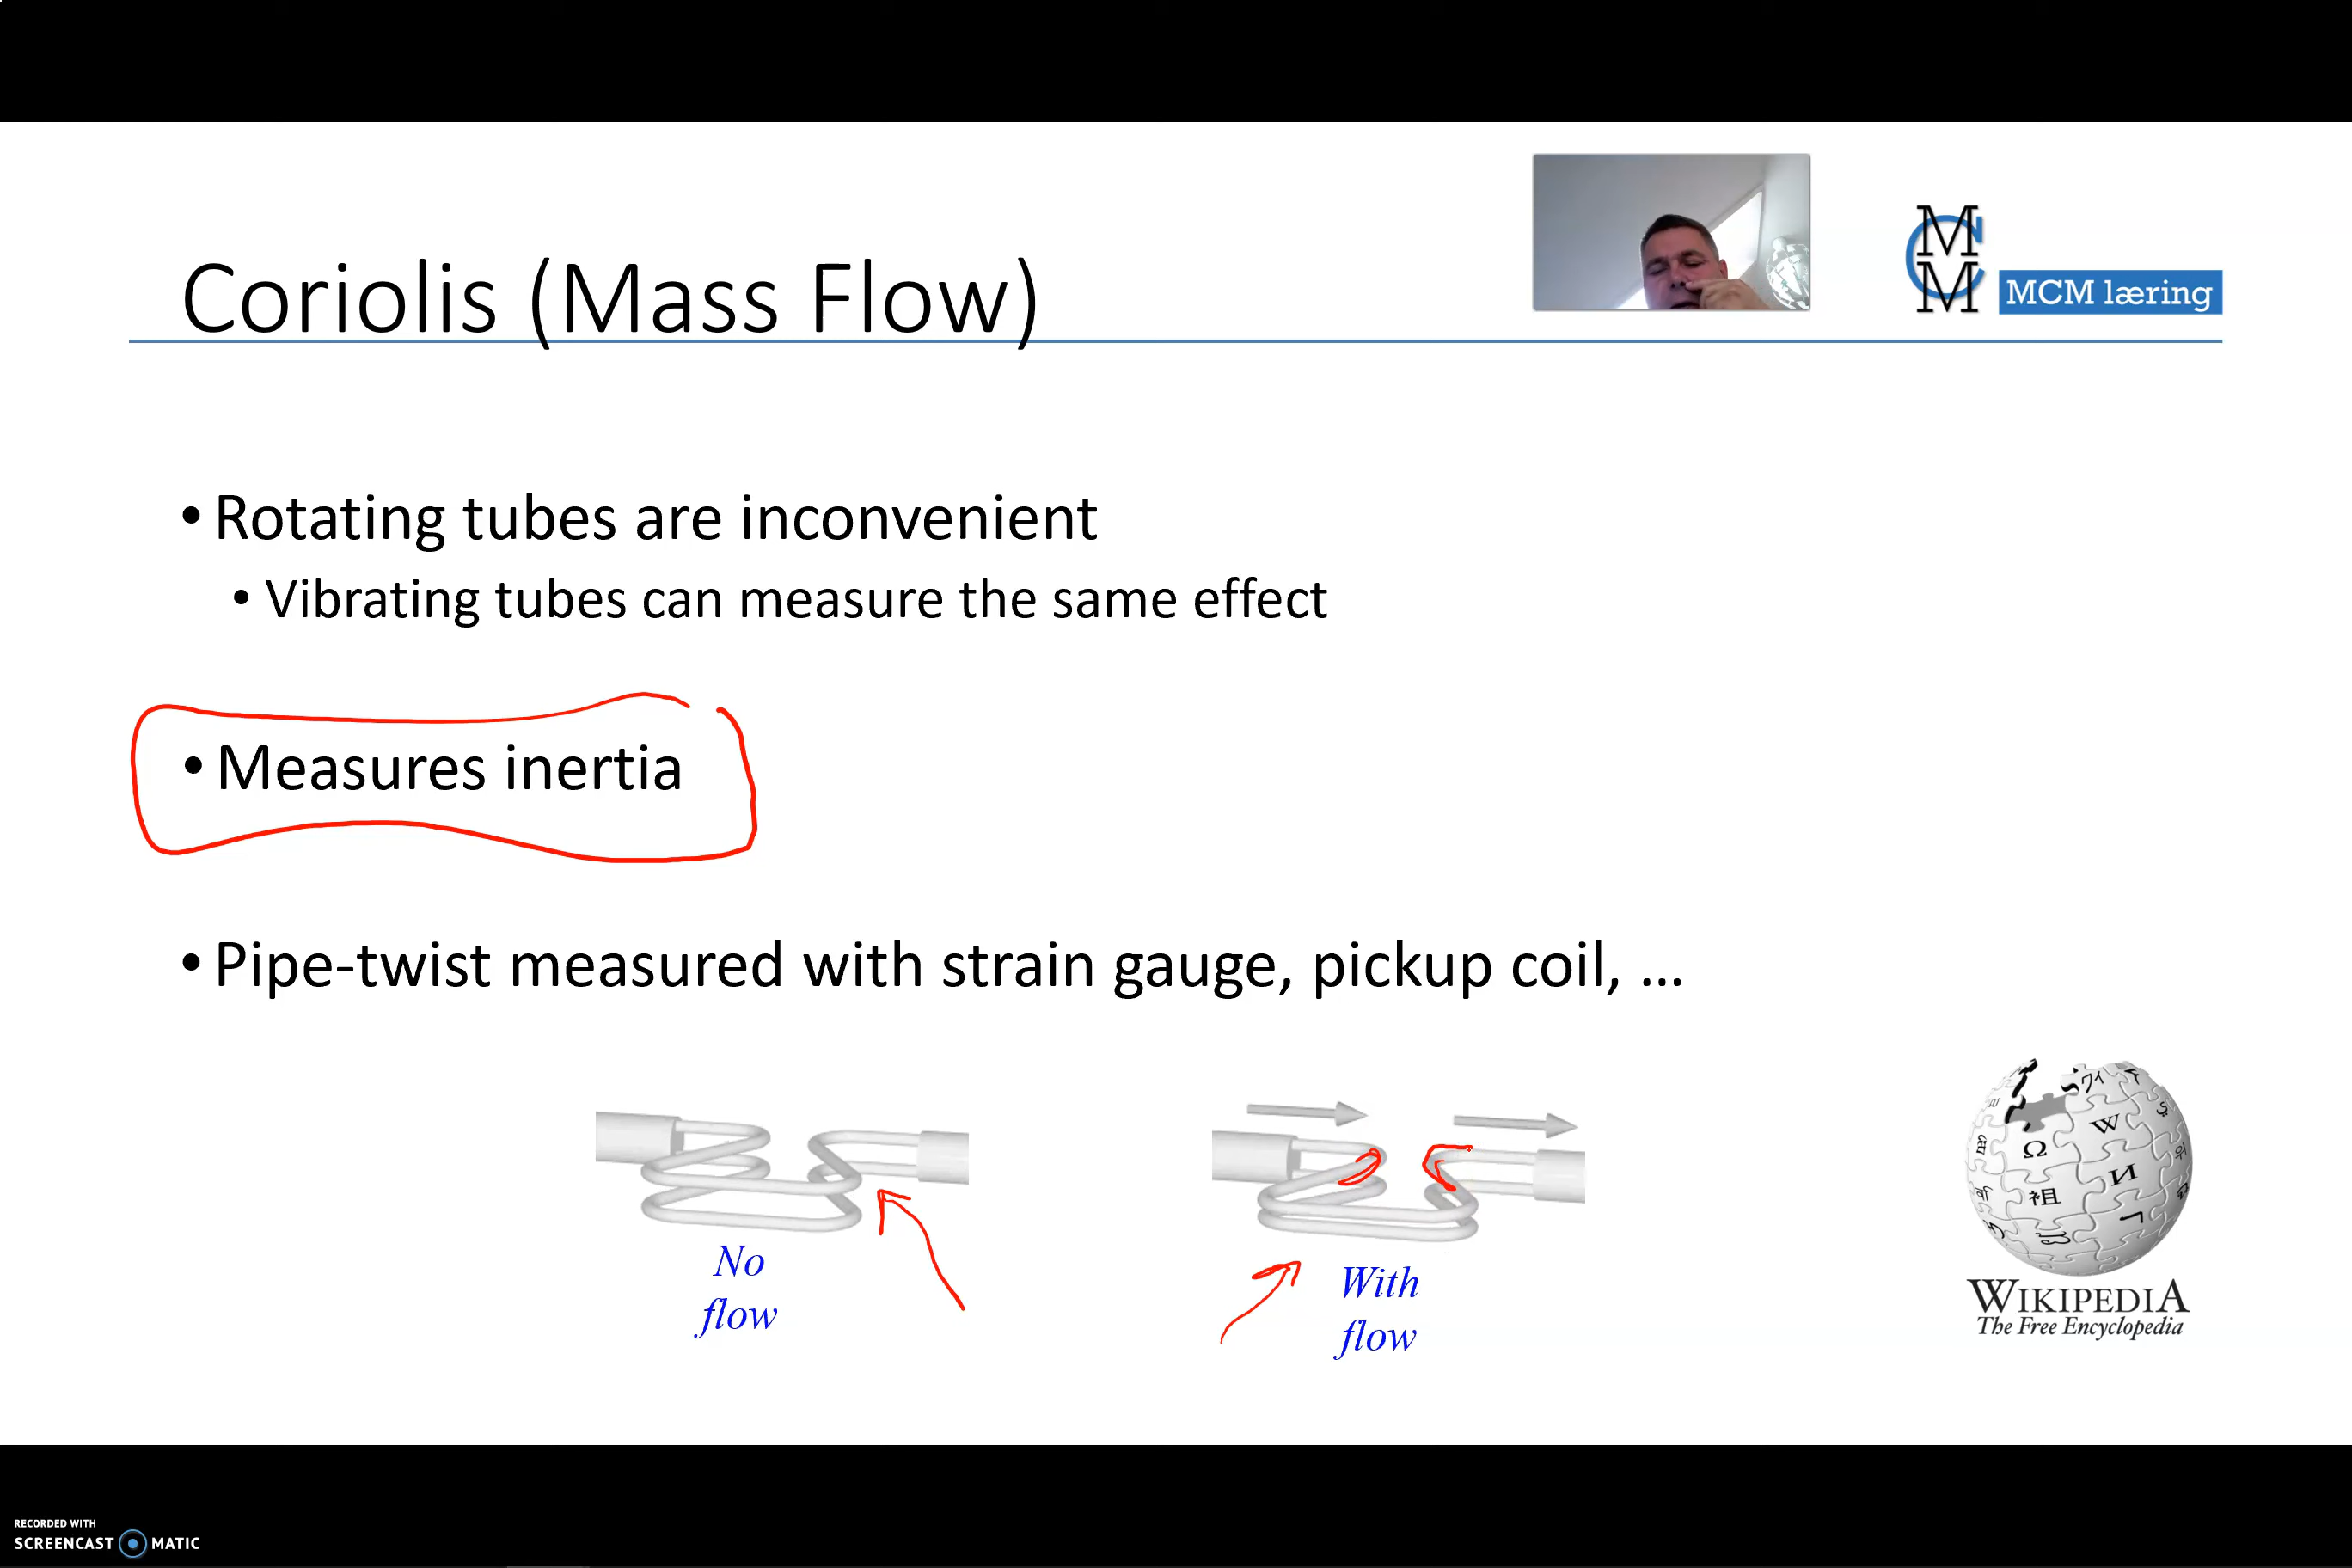 MCM
MCM læring
Coriolis (Mass Flow)
• Rotating tubes are inconvenient
• Vibrating tubes can measure the same effect
• Measures inertia
• Pipe-twist measured with strain gauge, pickup coil, ...
No
flow
With
flow
Ω
W
И
祖
WIKIPEDIA
The Free Encyclopedia
RECORDED WITH
SCREENCAST MATIC